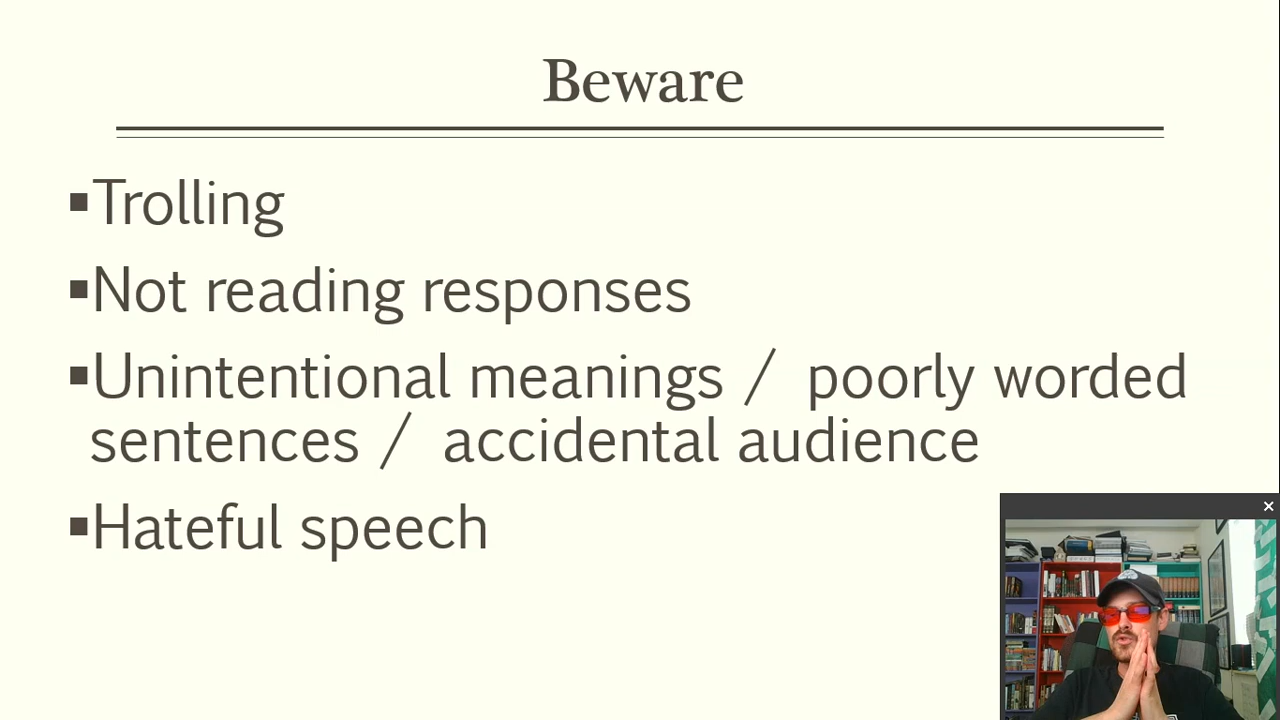 Beware
▪Trolling
▪Not reading responses
▪Unintentional meanings / poorly worded
sentences / accidental audience
▪Hateful speech